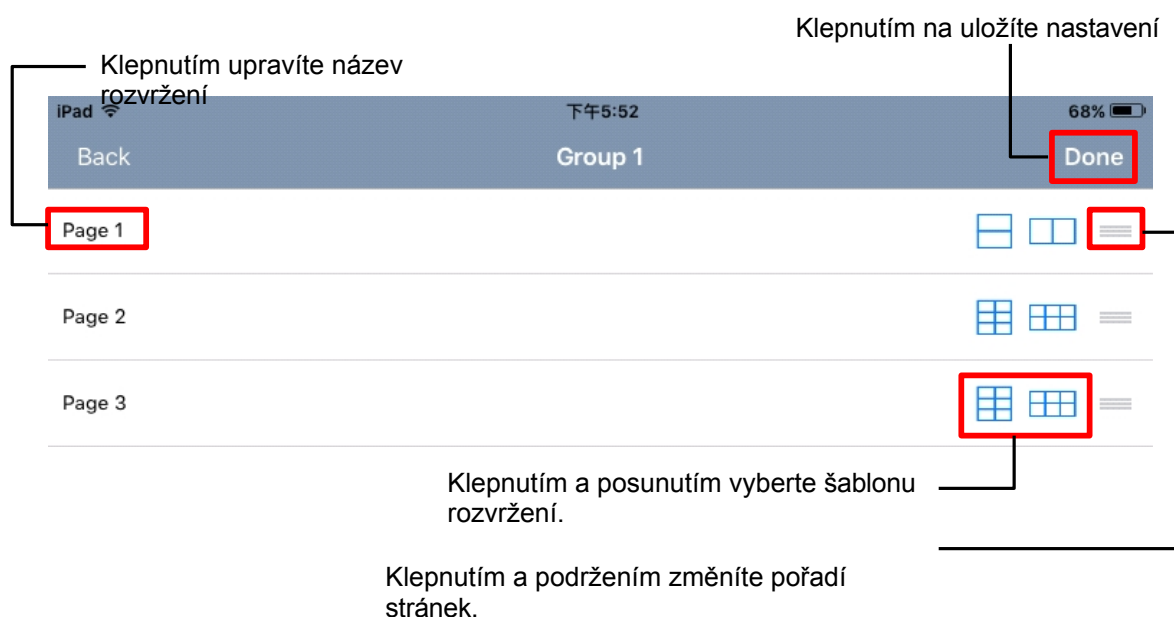 Klepnutím na uložíte nastavení
Klepnutím upravíte název
rozvržení
iPad
下午5:52
68%
Back
Group 1
Done
Page 1
Page 2
Page 3
Klepnutím a posunutím vyberte šablonu
rozvržení.
Klepnutím a podržením změníte pořadí
stránek.